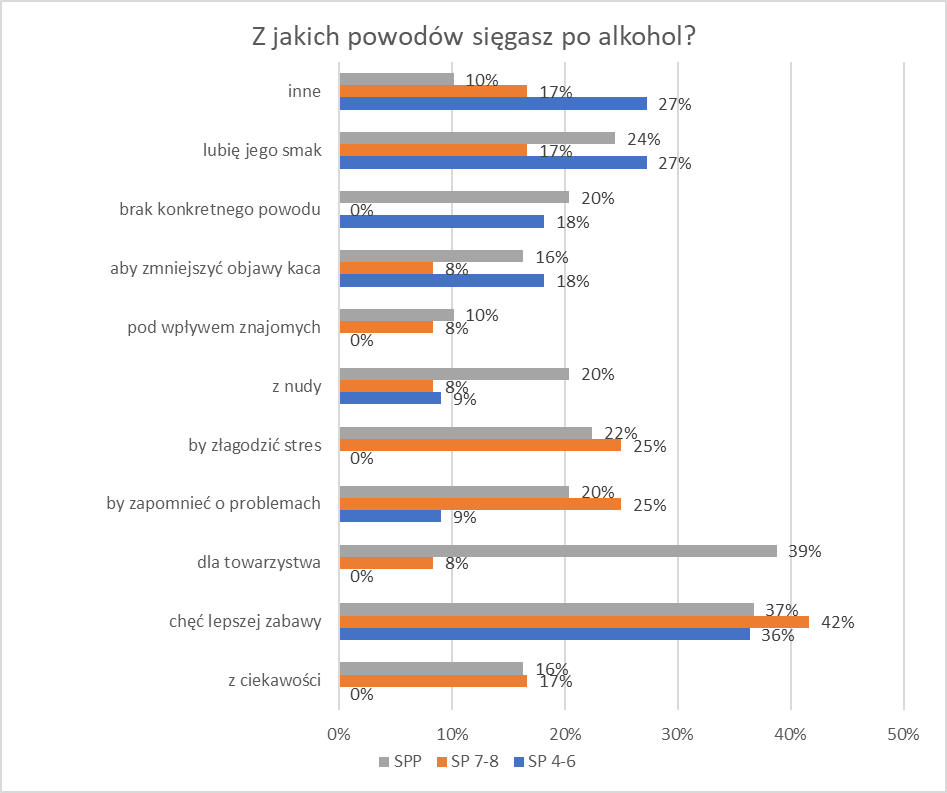 Z jakich powodów sięgasz po alkohol?
inne
10%
17%
27%
lubię jego smak
24%
17%
27%
brak konkretnego powodu
20%
0%
18%
aby zmniejszyć objawy kaca
16%
8%
18%
pod wpływem znajomych
10%
8%
0%
z nudy
20%
8%
9%
by złagodzić stres
22%
25%
0%
by zapomnieć o problemach
20%
25%
9%
dla towarzystwa
39%
8%
0%
chęć lepszej zabawy
37%
42%
36%
z ciekawości
16%
17%
0%
0% 10% 20% 30% 40% 50%
SPP SP 7-8 SP 4-6